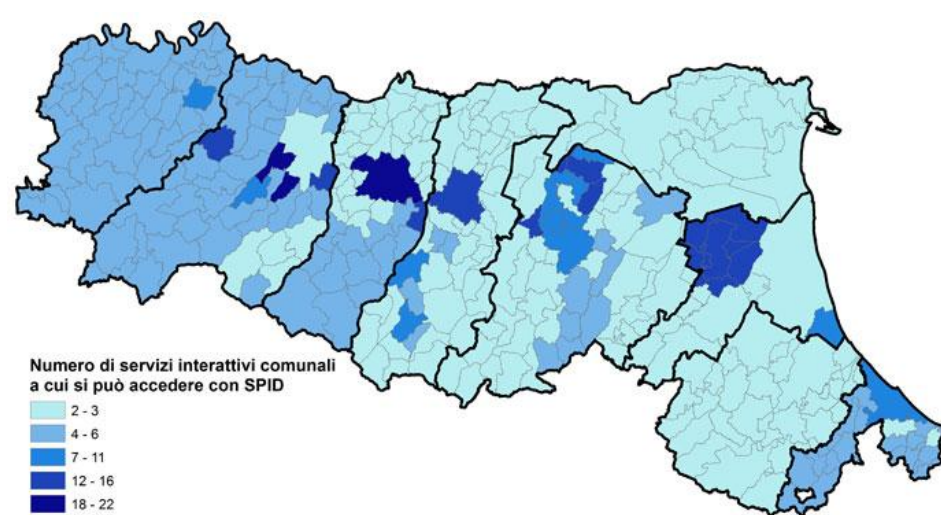 Numero di servizi interattivi comunali
a cui si può accedere con SPID
2 - 3
4 - 6
7 - 11
12 - 16
18 - 22